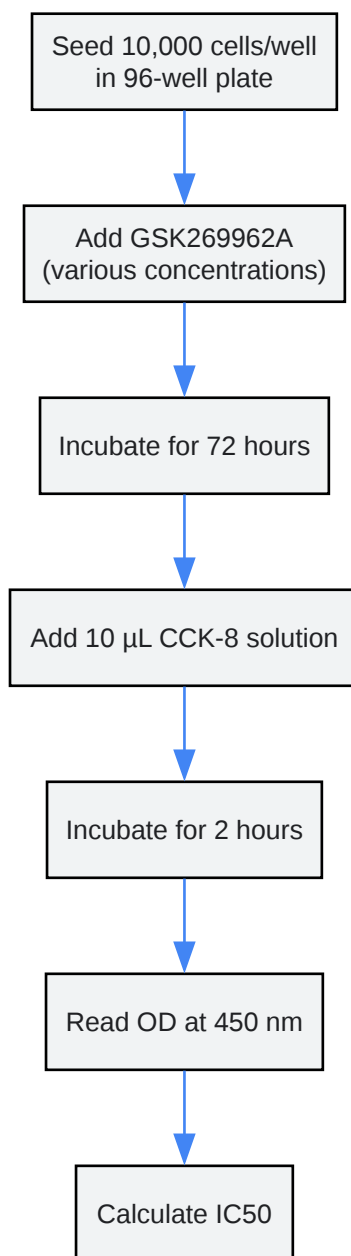 Seed 10,000 cells/well
in 96-well plate
Add GSK269962A
(various concentrations)
Incubate for 72 hours
Add 10 µL CCK-8 solution
Incubate for 2 hours
Read OD at 450 nm
Calculate IC50